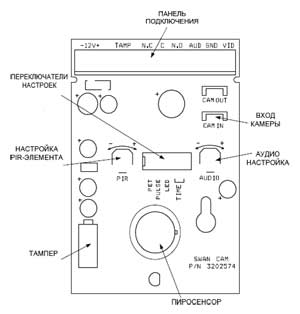 ПАНЕЛЬ
ПОДКЛЮЧЕНИЯ
-12V+ TAMP N.C C N.O AUD GND VID
ПЕРЕКЛЮЧАТЕЛИ
НАСТРОЕК
CAM OUT
CAM IN
ВХОД
КАМЕРЫ
НАСТРОЙКА
PIR-ЭЛЕМЕНТА
- +
- +
АУДИО
НАСТРОЙКА
PIR
PET
PULSE
LED
TIME
AUDIO
ТАМПЕР
SWAN CAM
P/N 3202574
ПИРОСЕНСОР